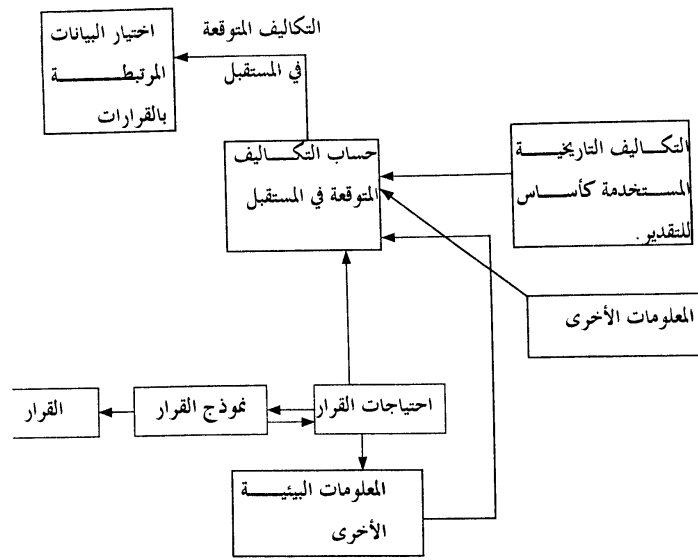 اختيار البيانات
المرتبطة
بالقرارات
التكاليف المتوقعة
في المستقبل
حساب التكاليف
المتوقعة في المستقبل
التكاليف التاريخية
المستخدمة كأساس
للتقدير.
المعلومات الأخرى
احتياجات القرار
نموذج القرار
القرار
المعلومات البيئية
الأخرى